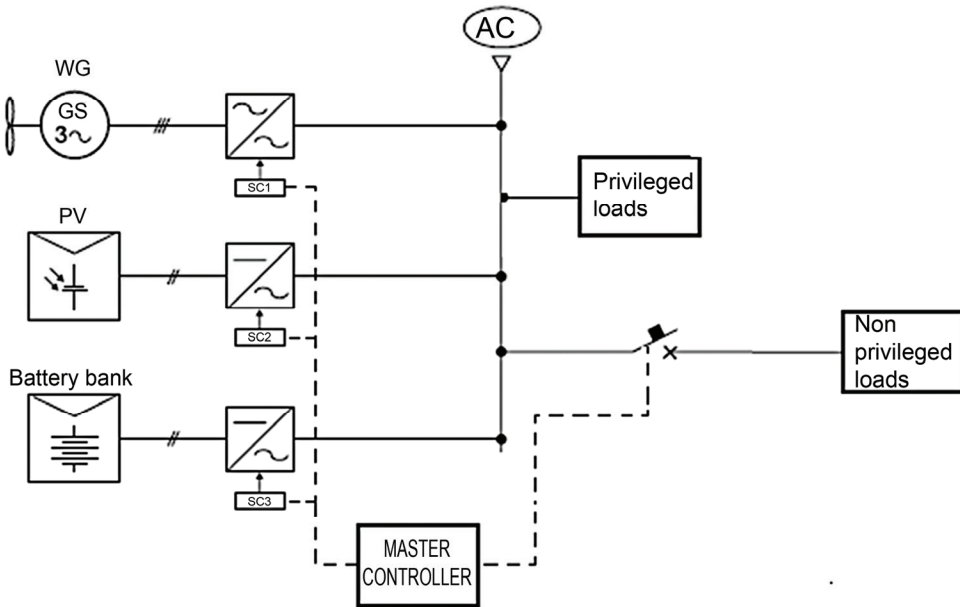 AC
WG
GS
3~
SC1
Privileged
loads
PV
SC2
Non
privileged
loads
Battery bank
SC3
MASTER
CONTROLLER